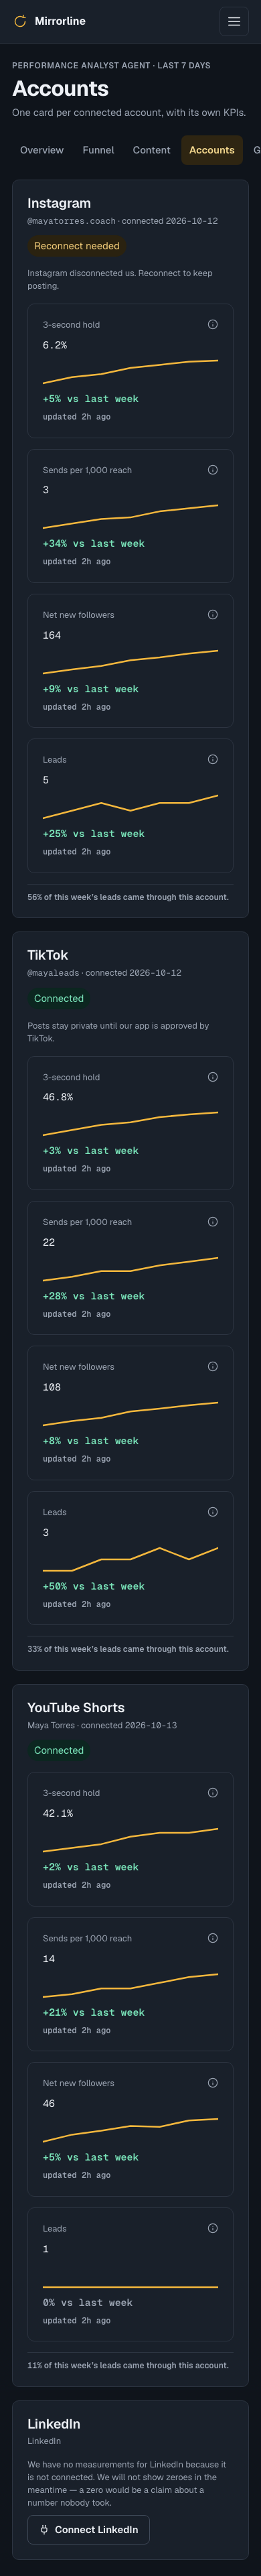 Mirrorline
PERFORMANCE ANALYST AGENT · LAST 7 DAYS
Accounts
One card per connected account, with its own KPIs.
Overview Funnel Content Accounts G
Instagram
@mayatorres.coach · connected 2026-10-12
Reconnect needed
Instagram disconnected us. Reconnect to keep
posting.
3-second hold
6.2%
+5% vs last week
updated 2h ago
Sends per 1,000 reach
3
+34% vs last week
updated 2h ago
Net new followers
164
+9% vs last week
updated 2h ago
Leads
5
+25% vs last week
updated 2h ago
56% of this week's leads came through this account.
TikTok
@mayaleads · connected 2026-10-12
Connected
Posts stay private until our app is approved by
TikTok.
3-second hold
46.8%
+3% vs last week
updated 2h ago
Sends per 1,000 reach
22
+28% vs last week
updated 2h ago
Net new followers
108
+8% vs last week
updated 2h ago
Leads
3
+50% vs last week
updated 2h ago
33% of this week's leads came through this account.
YouTube Shorts
Maya Torres · connected 2026-10-13
Connected
3-second hold
42.1%
+2% vs last week
updated 2h ago
Sends per 1,000 reach
14
+21% vs last week
updated 2h ago
Net new followers
46
+5% vs last week
updated 2h ago
Leads
1
0% vs last week
updated 2h ago
11% of this week's leads came through this account.
LinkedIn
LinkedIn
We have no measurements for LinkedIn because it
is not connected. We will not show zeroes in the
meantime — a zero would be a claim about a
number nobody took.
Connect LinkedIn